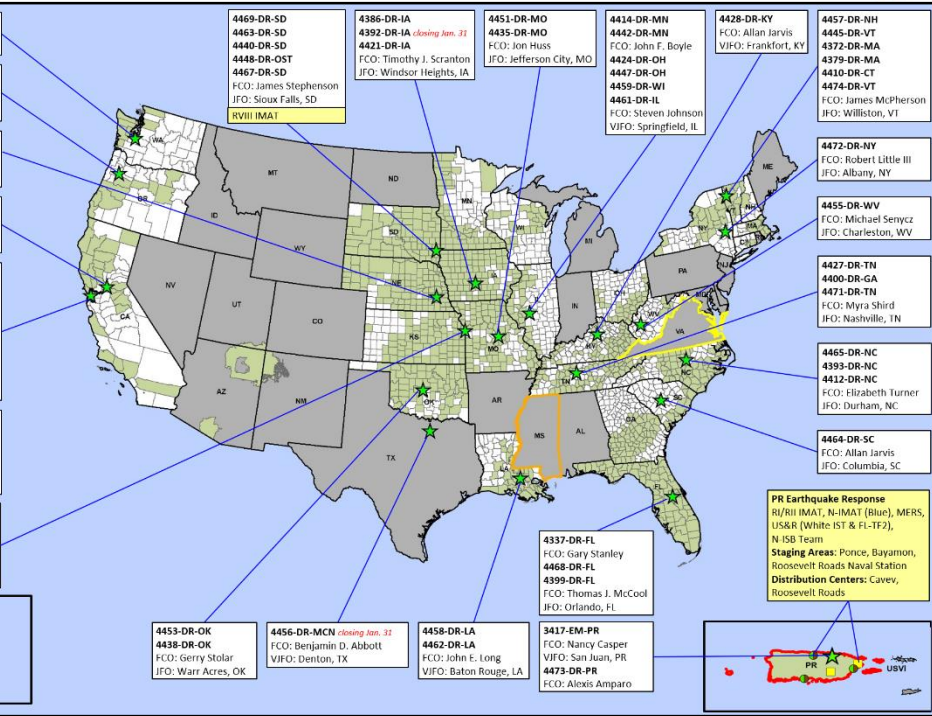 4469-DR-SD
4463-DR-SD
4440-DR-SD
4448-DR-OST
4467-DR-SD
FCO: James Stephenson
JFO: Sioux Falls, SD
RVIII IMAT
4386-DR-IA
4392-DR-IA closing Jan. 31
4421-DR-IA
FCO: Timothy J. Scranton
JFO: Windsor Heights, IA
4451-DR-MO
4435-DR-MO
FCO: Jon Huss
JFO: Jefferson City, MO
4414-DR-MN
4442-DR-MN
FCO: John F. Boyle
4424-DR-OH
4447-DR-OH
4459-DR-WI
4461-DR-IL
FCO: Steven Johnson
VJFO: Springfield, IL
4428-DR-KY
FCO: Allan Jarvis
VJFO: Frankfort, KY
4457-DR-NH
4445-DR-VT
4372-DR-MA
4379-DR-MA
4410-DR-CT
4474-DR-VT
FCO: James McPherson
JFO: Williston, VT
4472-DR-NY
FCO: Robert Little III
JFO: Albany, NY
4455-DR-WV
FCO: Michael Senycz
JFO: Charleston, WV
4427-DR-TN
4400-DR-GA
4471-DR-TN
FCO: Myra Shird
JFO: Nashville, TN
4465-DR-NC
4393-DR-NC
4412-DR-NC
FCO: Elizabeth Turner
JFO: Durham, NC
4464-DR-SC
FCO: Allan Jarvis
JFO: Columbia, SC
PR Earthquake Response
RI/RII IMAT, N-IMAT (Blue), MERS,
US&R (White IST & FL-TF2),
N-ISB Team
Staging Areas: Ponce, Bayamon,
Roosevelt Roads Naval Station
Distribution Centers: Cavey,
Roosevelt Roads
4337-DR-FL
FCO: Gary Stanley
4468-DR-FL
4399-DR-FL
FCO: Thomas J. McCool
JFO: Orlando, FL
3417-EM-PR
FCO: Nancy Casper
VJFO: San Juan, PR
4473-DR-PR
FCO: Alexis Amparo
4453-DR-OK
4438-DR-OK
FCO: Gerry Stolar
JFO: Warr Acres, OK
4456-DR-MCN closing Jan. 31
FCO: Benjamin D. Abbott
VJFO: Denton, TX
4458-DR-LA
4462-DR-LA
FCO: John E. Long
VJFO: Baton Rouge, LA
WA
MT
ND
MN
ME
OR
ID
SD
WI
MI
NY
NH
VT
MA
WY
NE
IA
PA
NJ
NV
UT
CO
IL
IN
OH
WV
VA
CA
KS
MO
KY
AZ
NM
OK
AR
TN
NC
SC
TX
LA
MS
AL
GA
FL
PR
USVI